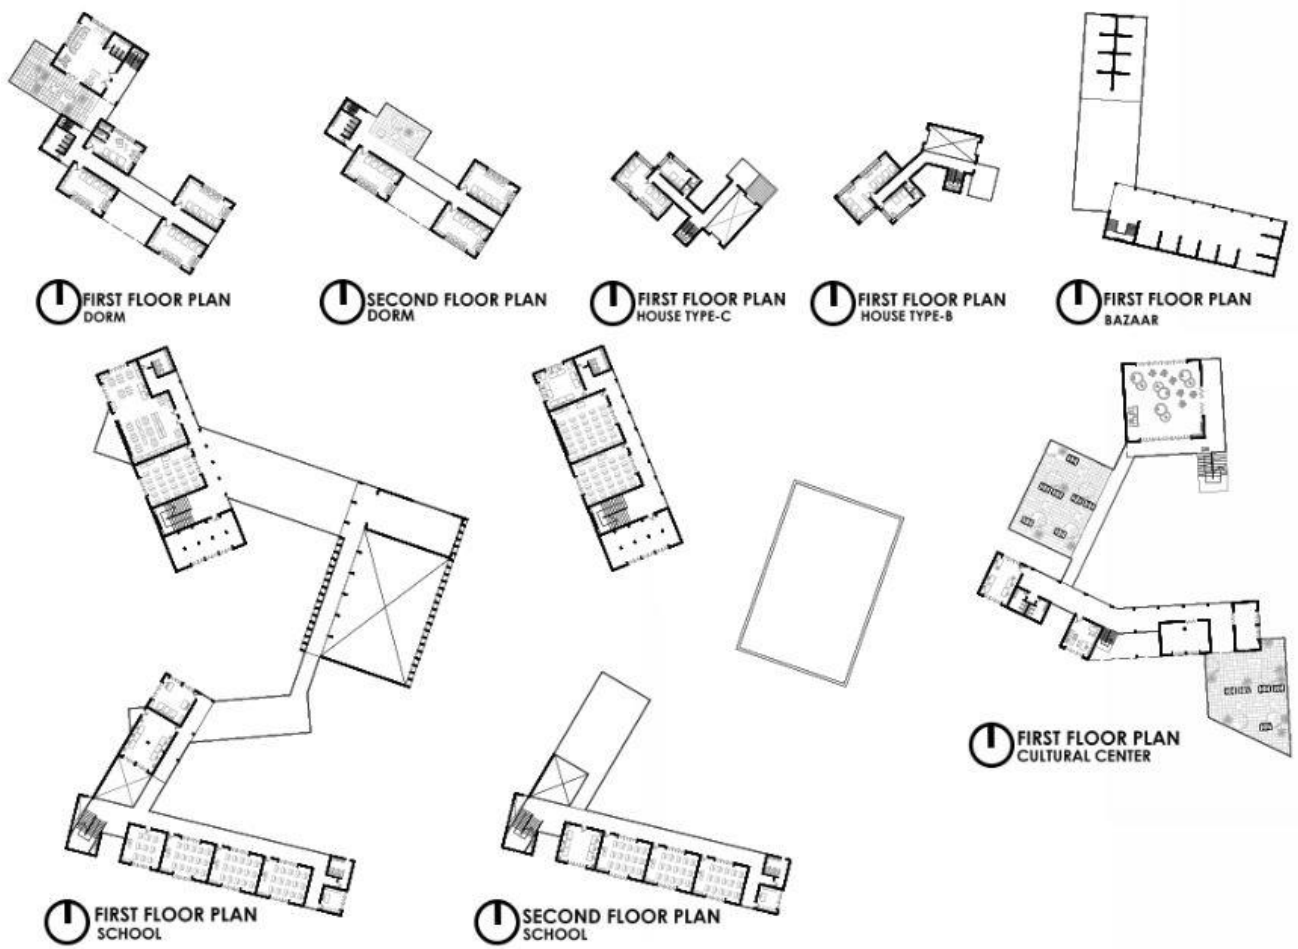 FIRST FLOOR PLAN
DORM
SECOND FLOOR PLAN
DORM
FIRST FLOOR PLAN
HOUSE TYPE-C
FIRST FLOOR PLAN
HOUSE TYPE-B
FIRST FLOOR PLAN
BAZAAR
FIRST FLOOR PLAN
CULTURAL CENTER
FIRST FLOOR PLAN
SCHOOL
SECOND FLOOR PLAN
SCHOOL